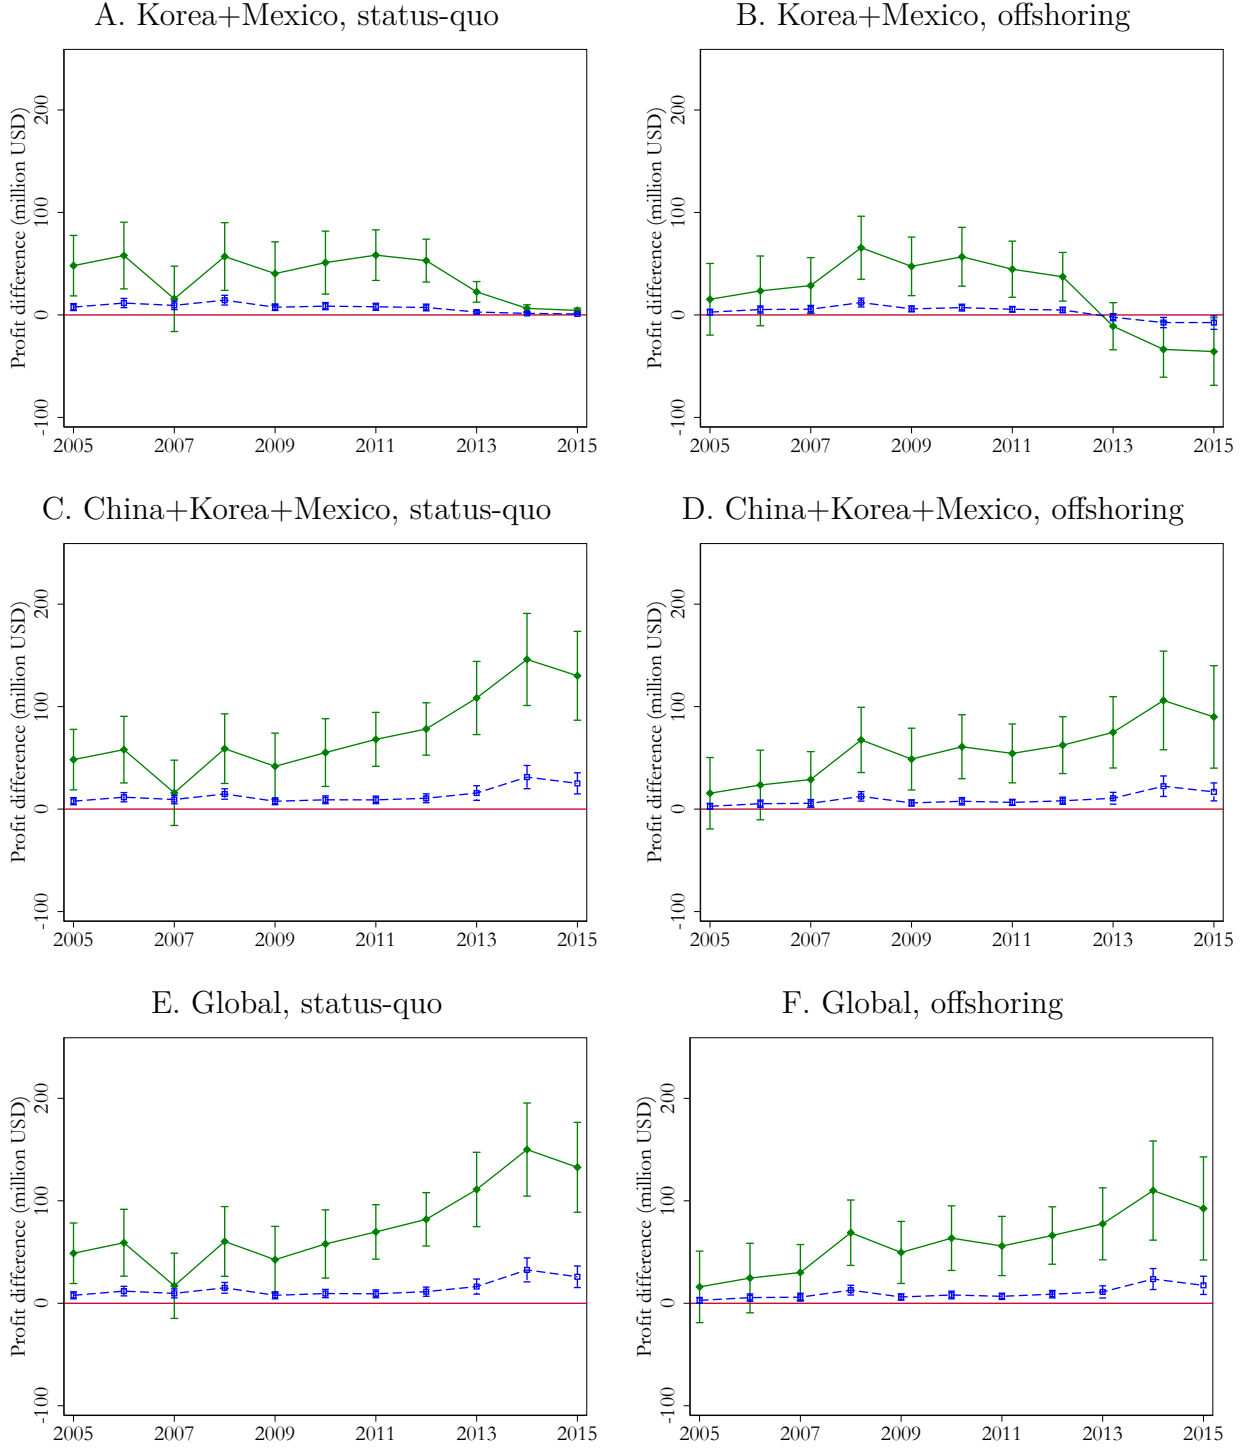 A. Korea+Mexico, status-quo
Profit difference (million USD)
200
100
0
-100
2005 2007 2009 2011 2013 2015
B. Korea+Mexico, offshoring
Profit difference (million USD)
200
100
0
-100
2005 2007 2009 2011 2013 2015
C. China+Korea+Mexico, status-quo
Profit difference (million USD)
200
100
0
-100
2005 2007 2009 2011 2013 2015
D. China+Korea+Mexico, offshoring
Profit difference (million USD)
200
100
0
-100
2005 2007 2009 2011 2013 2015
E. Global, status-quo
Profit difference (million USD)
200
100
0
-100
2005 2007 2009 2011 2013 2015
F. Global, offshoring
Profit difference (million USD)
200
100
0
-100
2005 2007 2009 2011 2013 2015